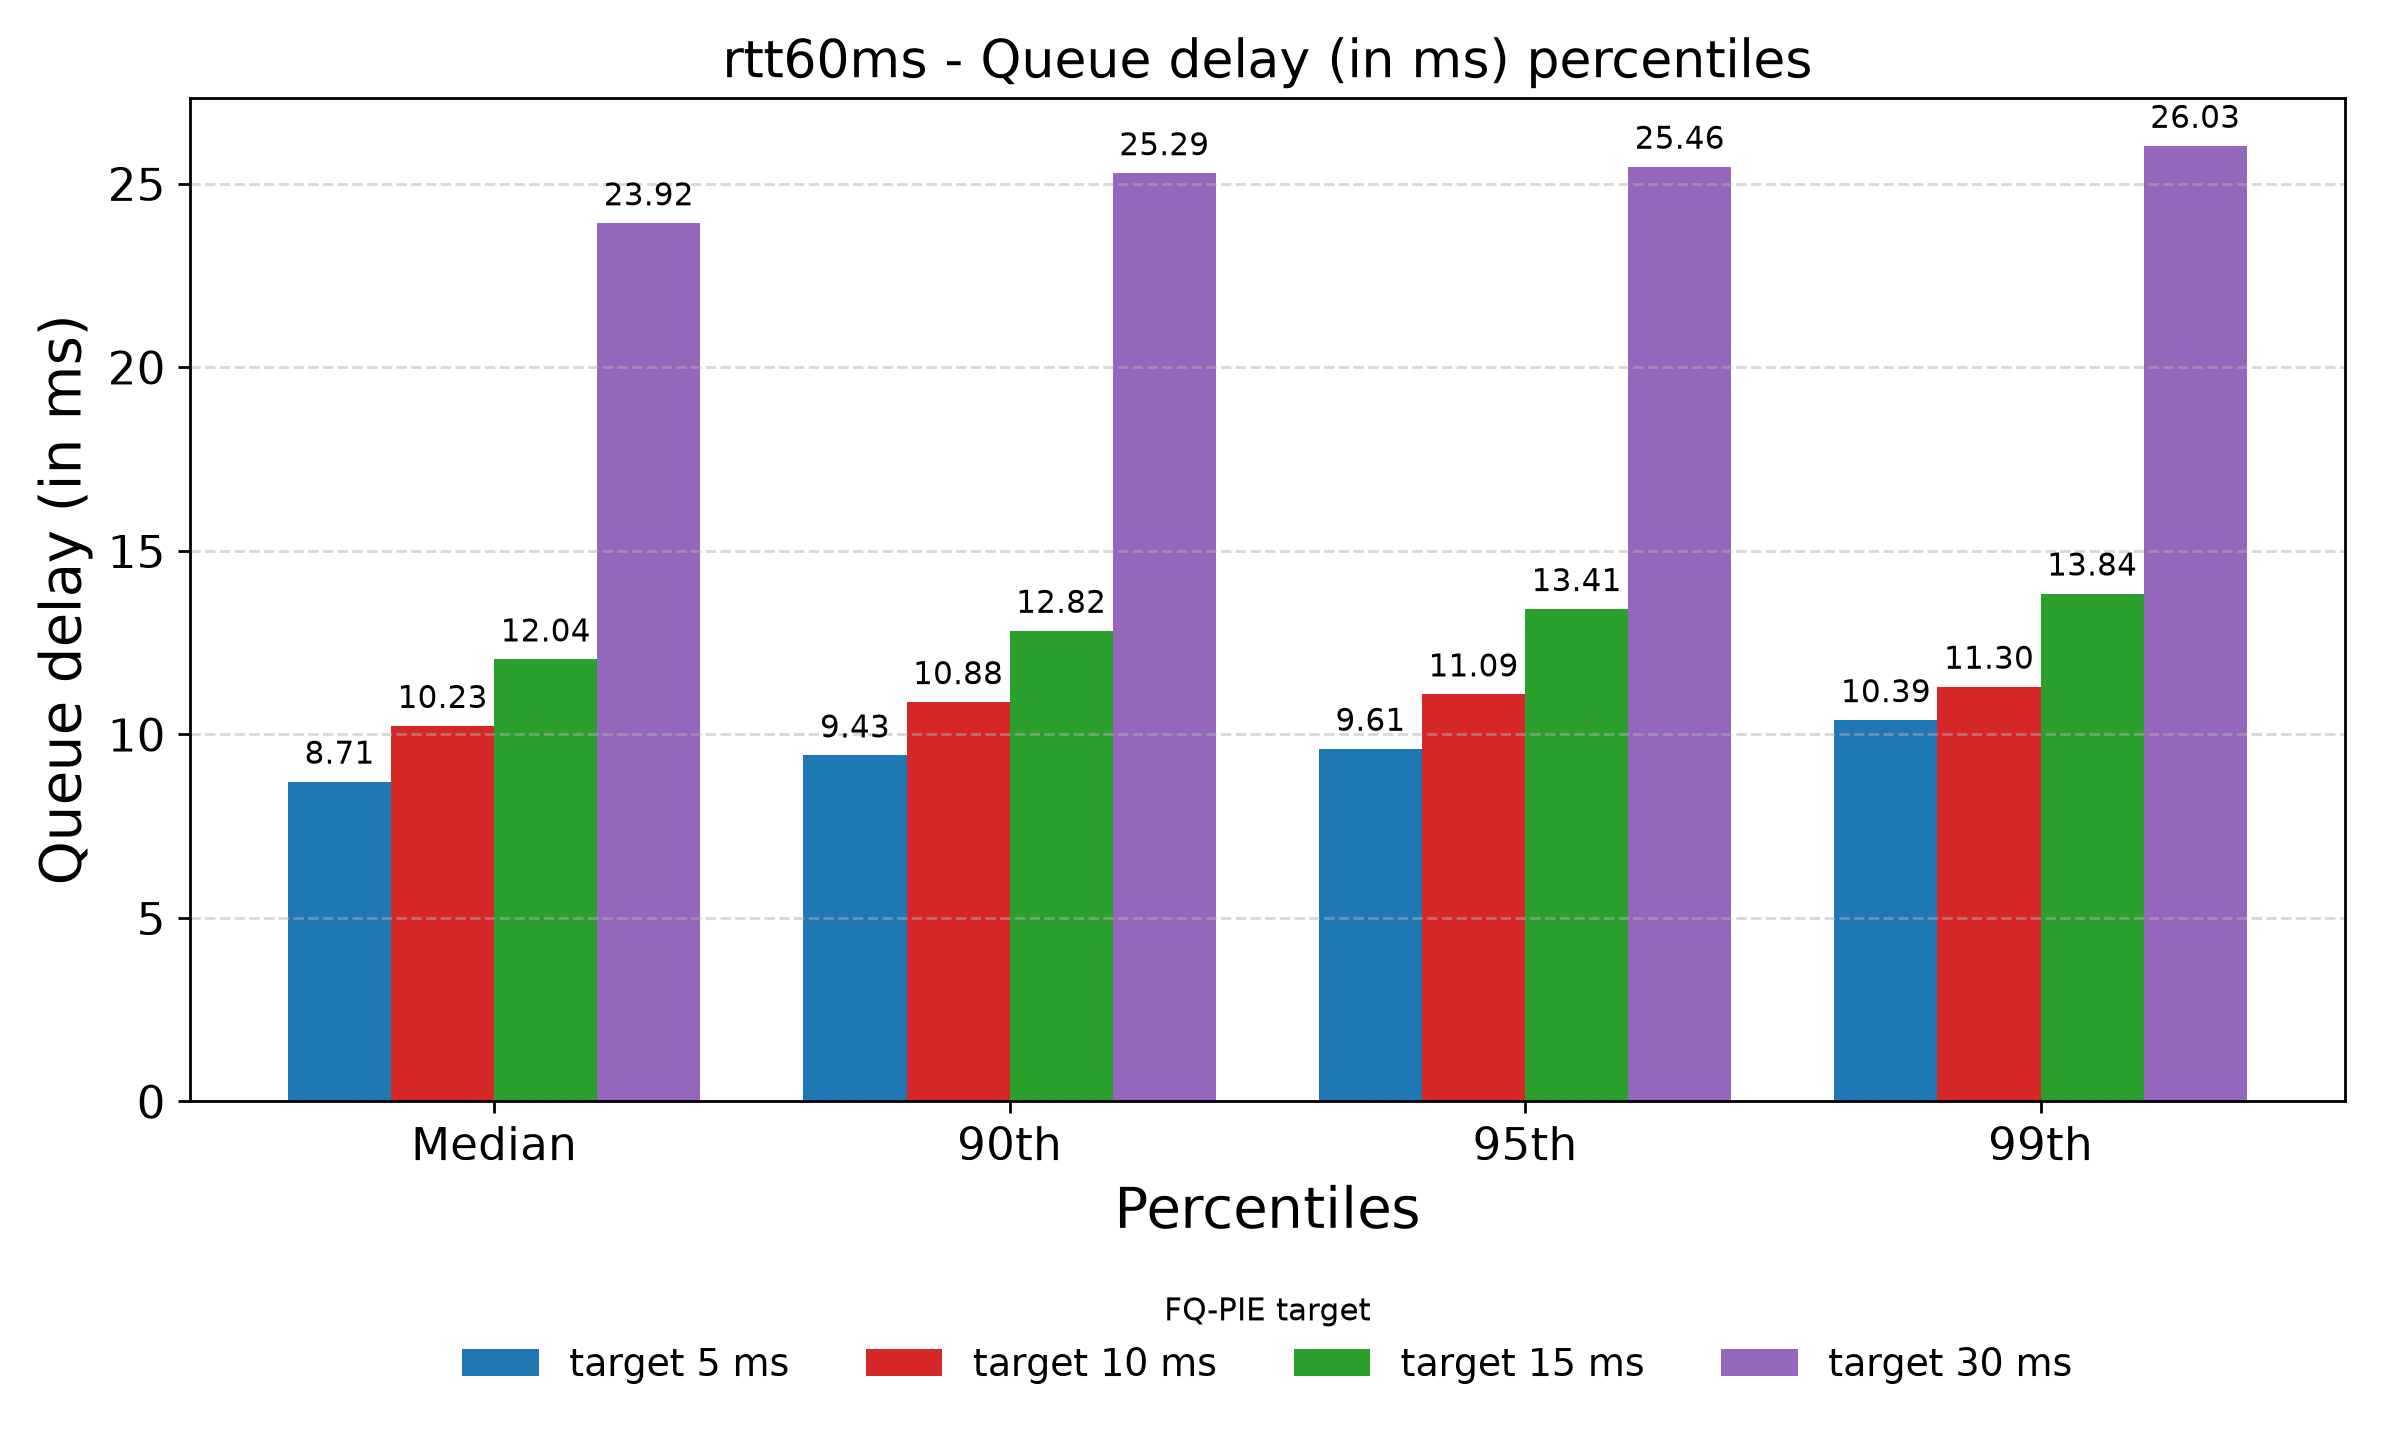 rtt60ms - Queue delay (in ms) percentiles
Queue delay (in ms)
25
20
15
10
5
0
8.71
10.23
12.04
23.92
9.43
10.88
12.82
25.29
9.61
11.09
13.41
25.46
10.39
11.30
13.84
26.03
Median
90th
95th
99th
Percentiles
FQ-PIE target
target 5 ms
target 10 ms
target 15 ms
target 30 ms